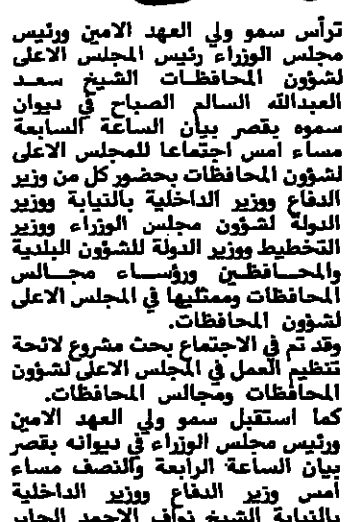 ترأس سمو ولي العهد الامين ورئيس
مجلس الوزراء رئيس المجلس الاعلى
لشؤون المحافظات الشيخ سعد
العبدالله السالم الصباح في ديوان
سموه بقصر بيان الساعة السابعة
مساء امس اجتماعا للمجلس الاعلى
لشؤون المحافظات بحضور كل من وزير
الدفاع ووزير الداخلية بالنيابة ووزير
الدولة لشؤون مجلس الوزراء ووزير
التخطيط ووزير الدولة للشؤون البلدية
والمحافظين ورؤساء مجالس
المحافظات وممثليها في المجلس الاعلى
لشؤون المحافظات.
وقد تم في الاجتماع بحث مشروع لائحة
تنظيم العمل في المجلس الاعلى لشؤون
المحافظات ومجالس المحافظات.
كما استقبل سمو ولي العهد الامين
ورئيس مجلس الوزراء في ديوانه بقصر
بيان الساعة الرابعة والنصف مساء
امس وزير الدفاع ووزير الداخلية
بالنيابة الشيخ نواف الاحمد الجابر